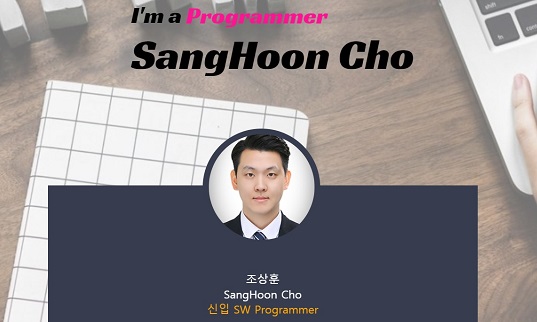 I'm a Programmer
SangHoon Cho
조상훈
SangHoon Cho
신입 SW Programmer